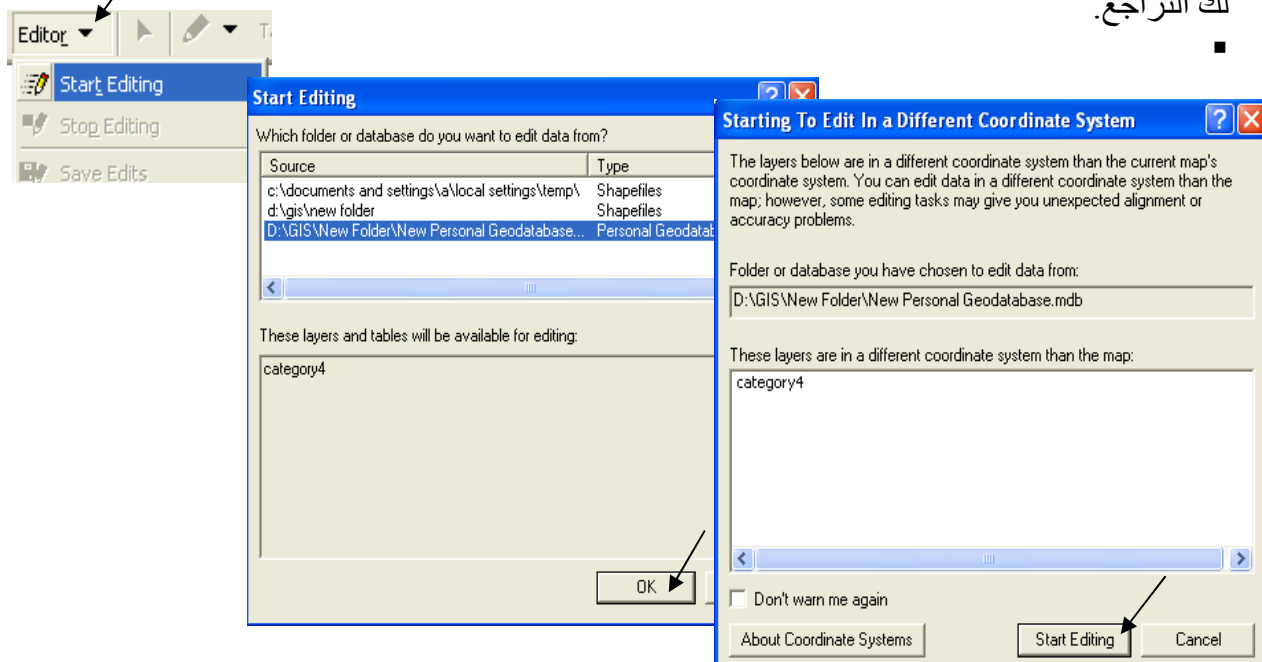 لك التراجع.
▪
Editor
Start Editing
Stop Editing
Save Edits
Start Editing
Which folder or database do you want to edit data from?
Source Type
c:\documents and settings\a\local settings\temp\ Shapefiles
d:\gis\new folder Shapefiles
D:\GIS\New Folder\New Personal Geodatabase... Personal Geodatab
These layers and tables will be available for editing:
category4
OK
Starting To Edit In a Different Coordinate System
The layers below are in a different coordinate system than the current map's
coordinate system. You can edit data in a different coordinate system than the
map; however, some editing tasks may give you unexpected alignment or
accuracy problems.
Folder or database you have chosen to edit data from:
D:\GIS\New Folder\New Personal Geodatabase.mdb
These layers are in a different coordinate system than the map:
category4
Don't warn me again
About Coordinate Systems Start Editing Cancel